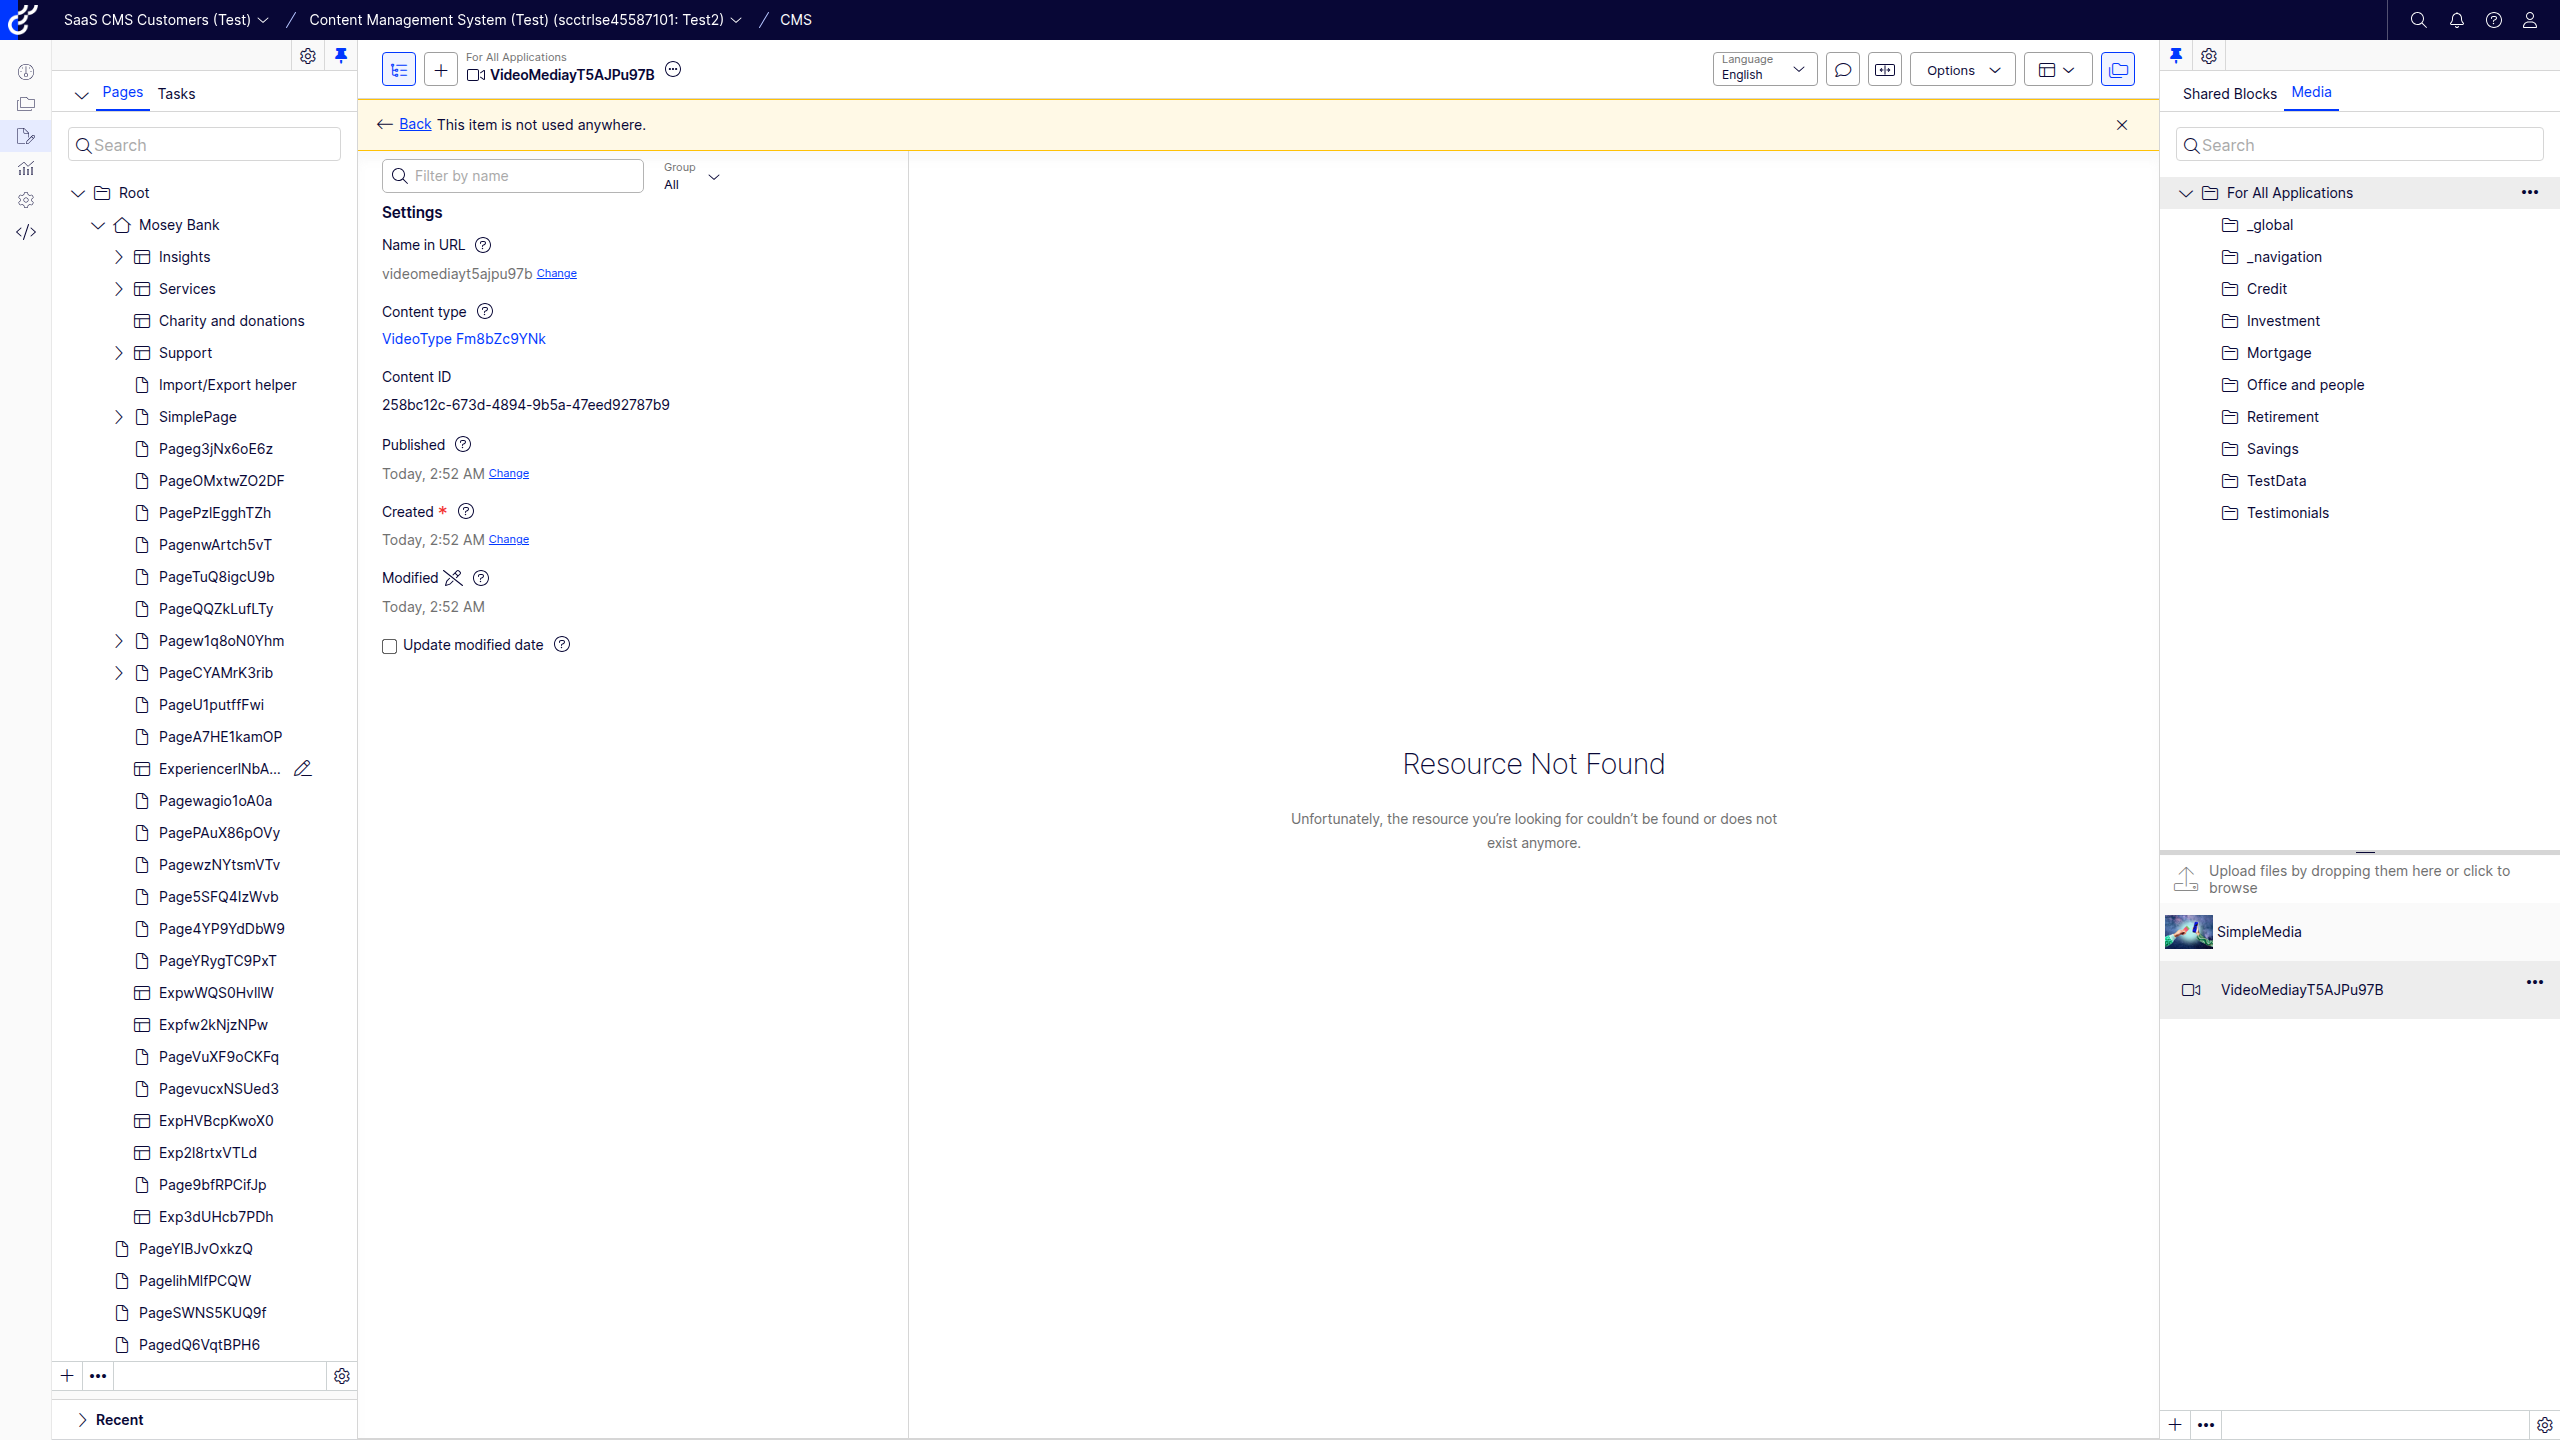 SaaS CMS Customers (Test)
Content Management System (Test) (scctrlse45587101: Test2)
CMS
Pages
Tasks
Search
Root
Mosey Bank
Insights
Services
Charity and donations
Support
Import/Export helper
SimplePage
Pageg3jNx6oE6z
PageOMxtwZO2DF
PagePzIEgghTZh
PagenwArtch5vT
PageTuQ8igcU9b
PageQQZkLufLTy
Pagew1q8oN0Yhm
PageCYAMrK3rib
PageU1putffFwi
PageA7HE1kamOP
ExperiencerINbA...
Pagewagio1oA0a
PagePAuX86pOVy
PagewzNYtsmVTv
Page5SFQ4IzWvb
Page4YP9YdDbW9
PageYRygTC9PxT
ExpwWQS0HvIlW
Expfw2kNjzNPw
PageVuXF9oCKFq
PagevucxNSUed3
ExpHVBcpKwoX0
Exp2I8rtxVTLd
Page9bfRPCifJp
Exp3dUHcb7PDh
PageYIBJvOxkzQ
PagelihMlfPCQW
PageSWNS5KUQ9f
PagedQ6VqtBPH6
Recent
For All Applications
VideoMediayT5AJPu97B
Language
English
Options
Back This item is not used anywhere.
Filter by name
Group
All
Settings
Name in URL
videomediayt5ajpu97b Change
Content type
VideoType Fm8bZc9YNk
Content ID
258bc12c-673d-4894-9b5a-47eed92787b9
Published
Today, 2:52 AM Change
Created *
Today, 2:52 AM Change
Modified
Today, 2:52 AM
Update modified date
Resource Not Found
Unfortunately, the resource you're looking for couldn't be found or does not
exist anymore.
Shared Blocks
Media
Search
For All Applications
_global
_navigation
Credit
Investment
Mortgage
Office and people
Retirement
Savings
TestData
Testimonials
Upload files by dropping them here or click to
browse
SimpleMedia
VideoMediayT5AJPu97B